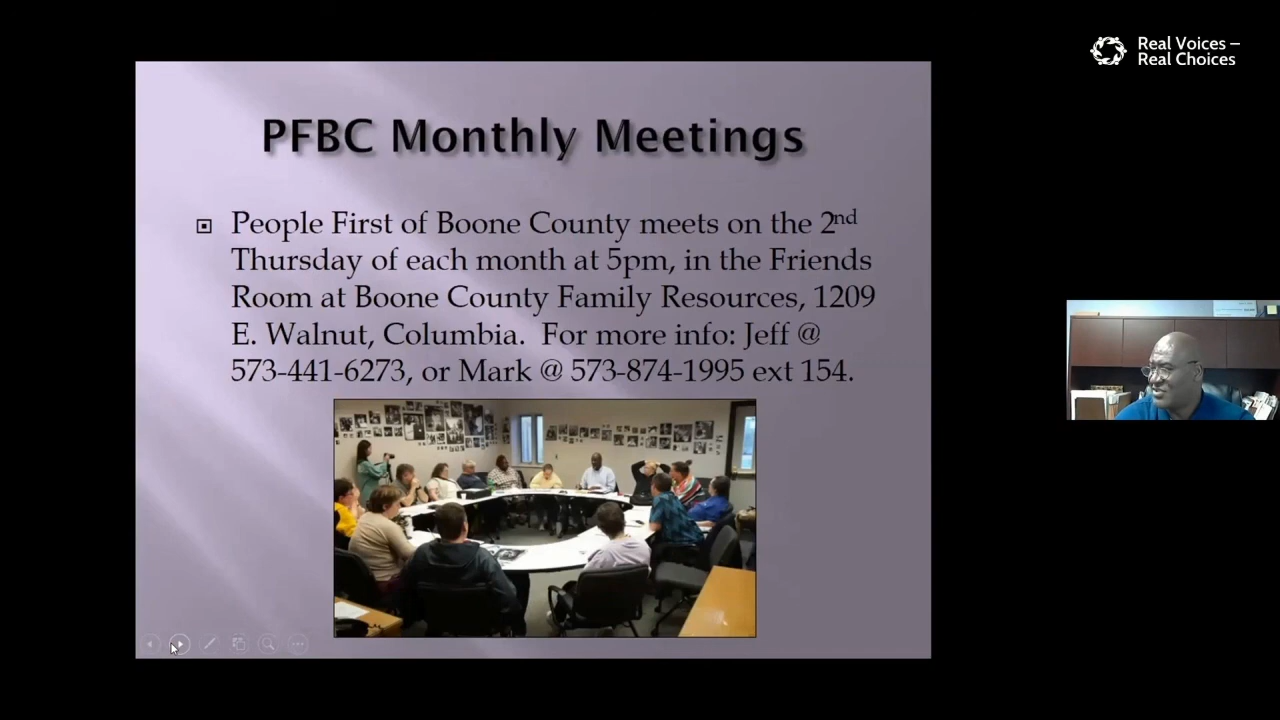 Real Voices –
Real Choices
PFBC Monthly Meetings
People First of Boone County meets on the 2nd
Thursday of each month at 5pm, in the Friends
Room at Boone County Family Resources, 1209
E. Walnut, Columbia. For more info: Jeff @
573-441-6273, or Mark @ 573-874-1995 ext 154.